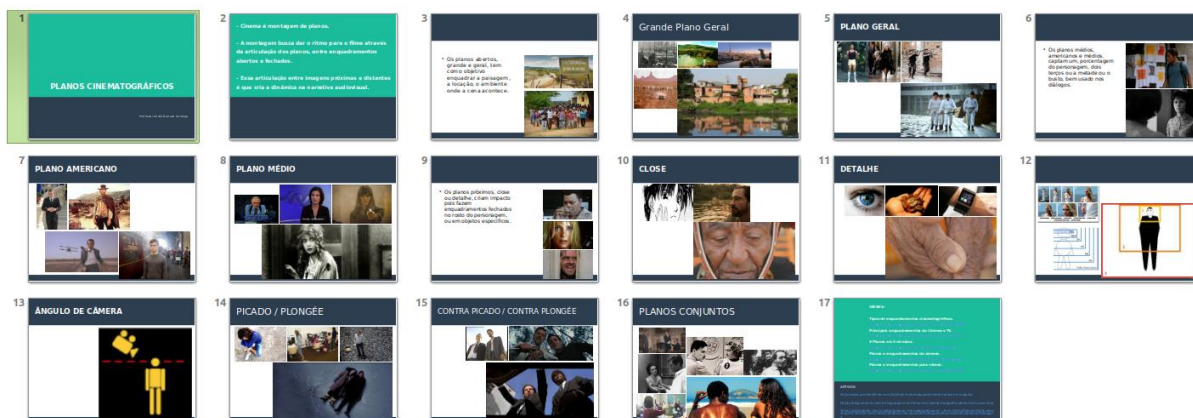 1
PLANOS CINEMATOGRÁFICOS
2
- Cinema é montagem de planos.
- A montagem busca dar o ritmo para o filme através
da articulação dos planos, entre enquadramentos
abertos e fechados.
- Essa articulação entre imagens próximas e distantes
é que cria a dinâmica na narrativa audiovisual.
3
• Os planos abertos,
grande e geral, tem
como objetivo
enquadrar a paisagem,
a locação, o ambiente
onde a cena acontece.
4
Grande Plano Geral
5
PLANO GERAL
6
• Os planos médios,
americanos e médios,
captam um, porcentagem
do personagem, dois
terços ou a metade ou o
busto, bem usado nos
diálogos.
7
PLANO AMERICANO
8
PLANO MÉDIO
9
• Os planos próximos, close
ou detalhe, criam impacto
pois fazem
enquadramentos fechados
no rosto do personagem,
ou em objetos específicos.
10
CLOSE
11
DETALHE
12
13
ÂNGULO DE CÂMERA
14
PICADO / PLONGÉE
15
CONTRA PICADO / CONTRA PLONGÉE
16
PLANOS CONJUNTOS
17